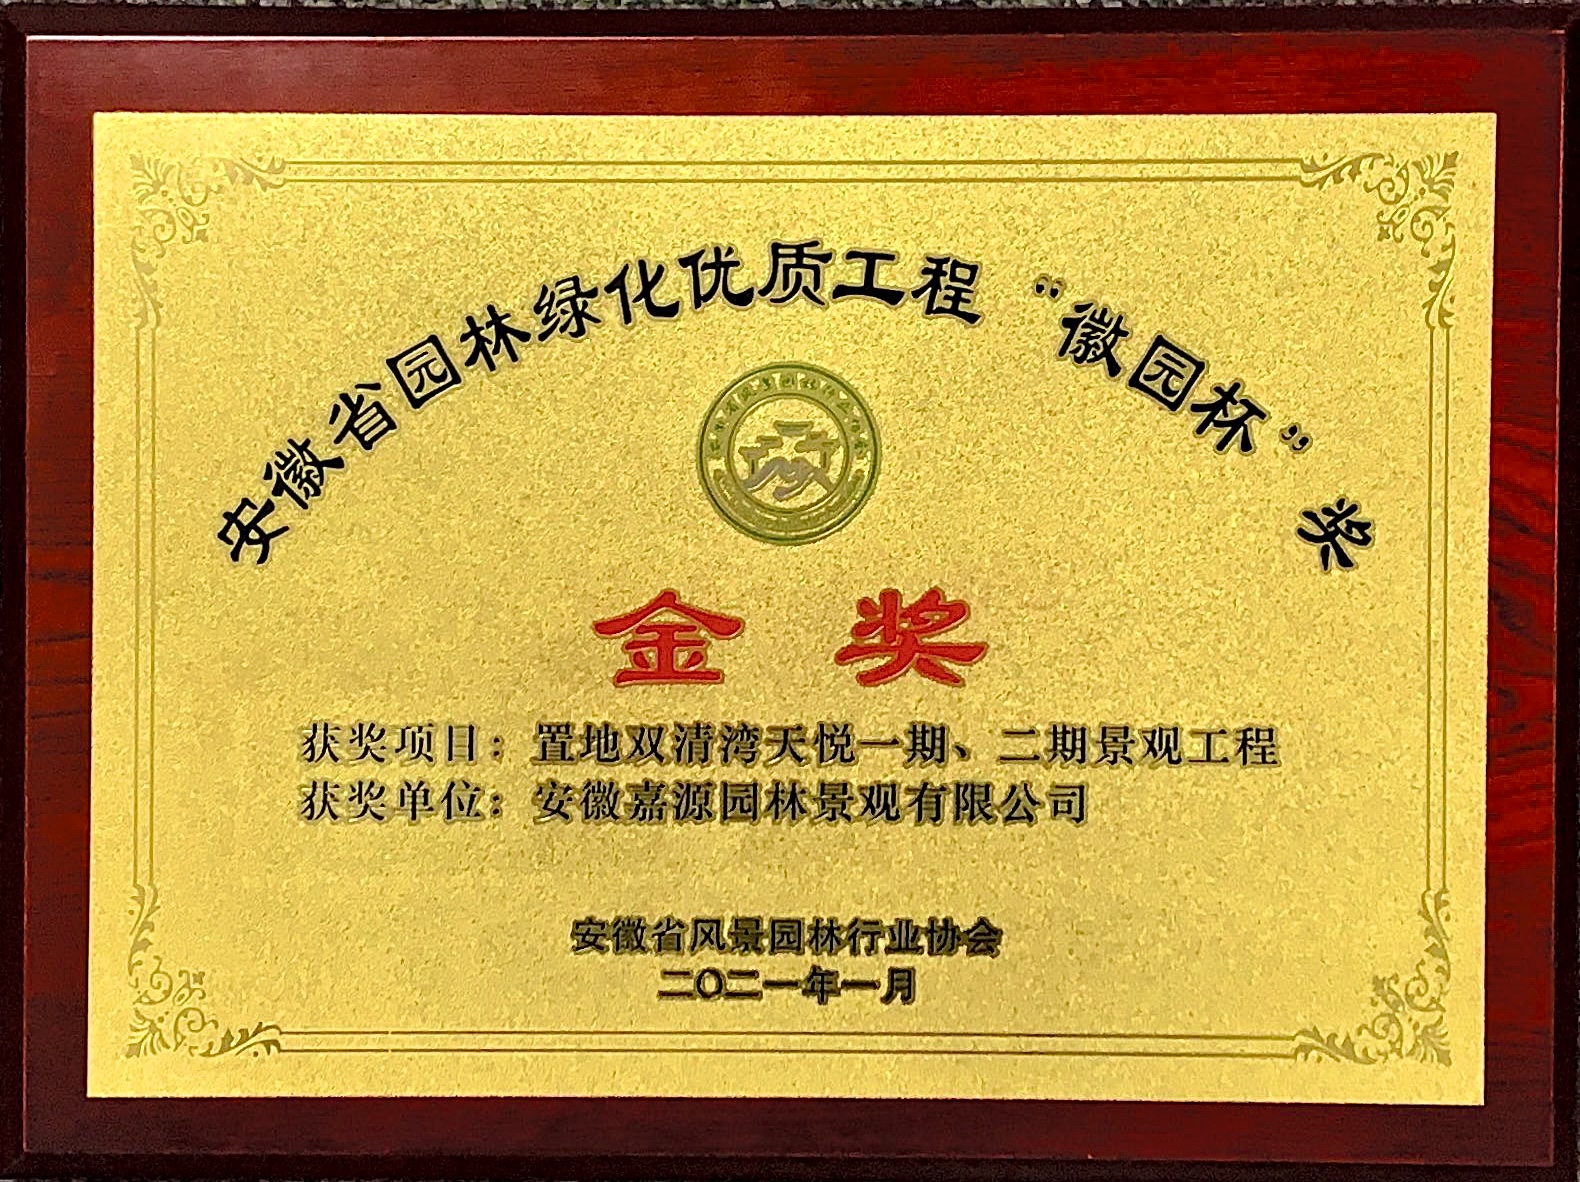 安徽省园林绿化优质工程“徽园杯”奖
金奖
获奖项目：置地双清湾天悦一期、二期景观工程
获奖单位：安徽嘉源园林景观有限公司
安徽省风景园林行业协会
二〇二一年一月